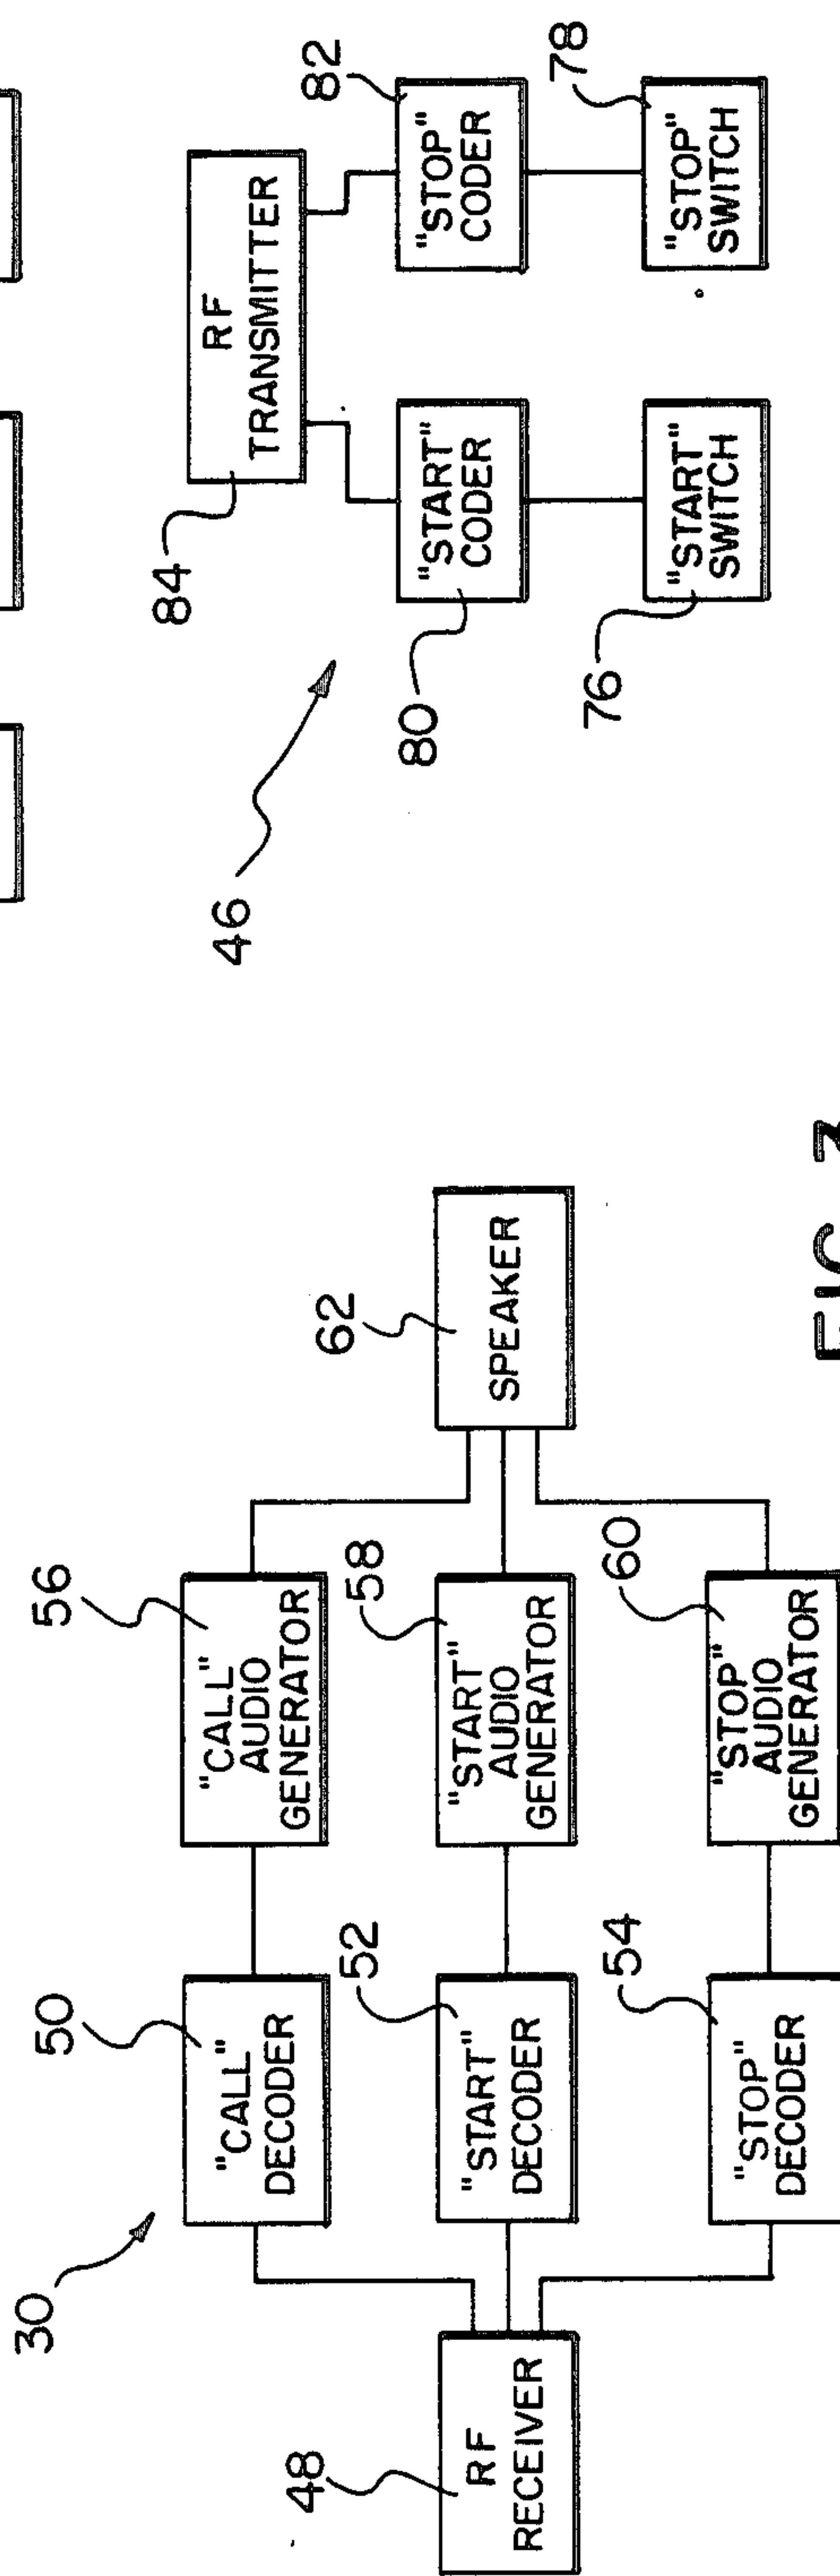 30
48
RF
RECEIVER
50
"CALL"
DECODER
52
"START"
DECODER
54
"STOP"
DECODER
56
"CALL"
AUDIO
GENERATOR
58
"START"
AUDIO
GENERATOR
60
"STOP"
AUDIO
GENERATOR
62
SPEAKER
46
84
RF
TRANSMITTER
80
"START"
CODER
82
"STOP"
CODER
76
"START"
SWITCH
78
"STOP"
SWITCH